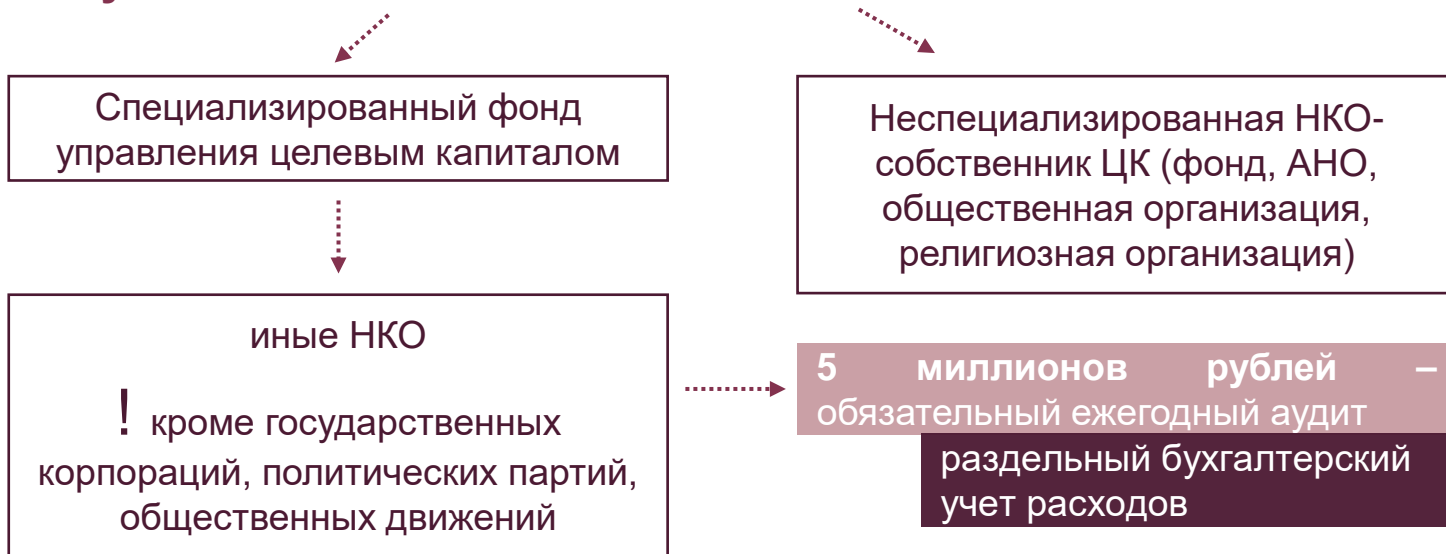 Специализированный фонд
управления целевым капиталом
Неспециализированная НКО-
собственник ЦК (фонд, АНО,
общественная организация,
религиозная организация)
иные НКО
! кроме государственных
корпораций, политических партий,
общественных движений
5 миллионов рублей –
обязательный ежегодный аудит
раздельный бухгалтерский
учет расходов